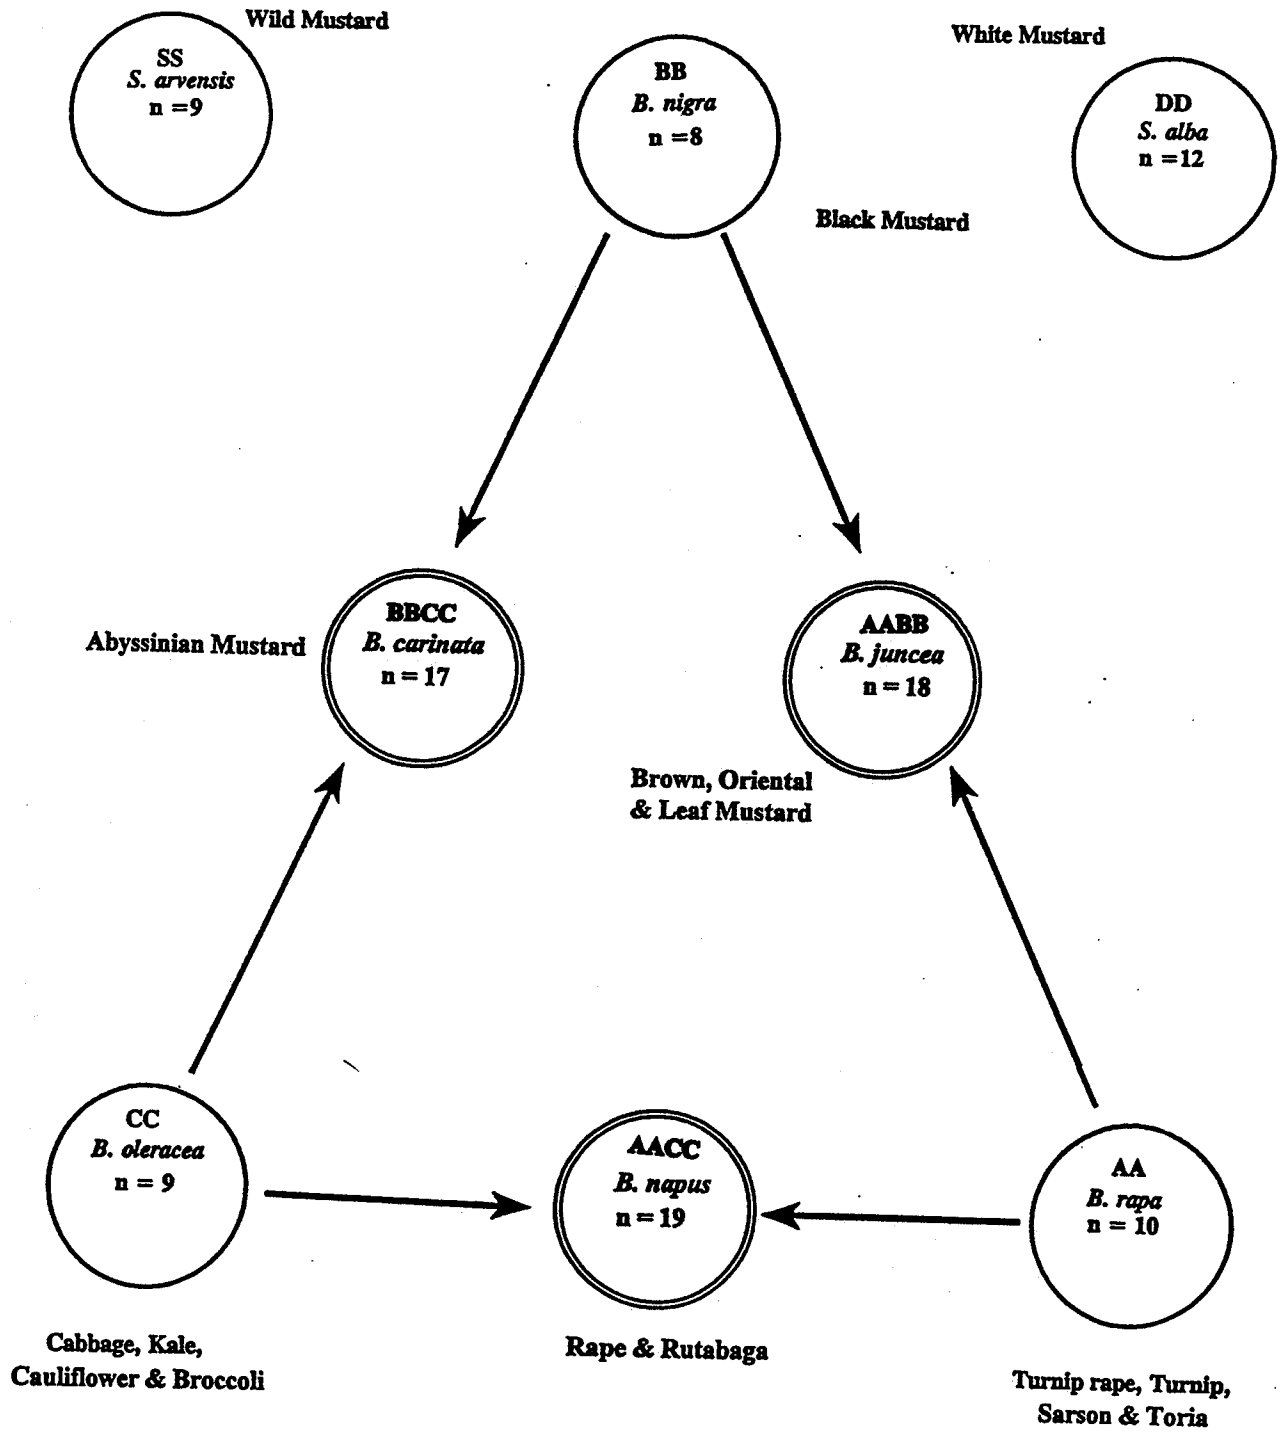 Wild Mustard
SS
S. arvensis
n =9
BB
B. nigra
n =8
White Mustard
DD
S. alba
n =12
Black Mustard
Abyssinian Mustard
BBCC
B. carinata
n = 17
AABB
B. juncea
n = 18
Brown, Oriental
& Leaf Mustard
CC
B. oleracea
n = 9
AACC
B. napus
n = 19
AA
B. rapa
n = 10
Cabbage, Kale,
Cauliflower & Broccoli
Rape & Rutabaga
Turnip rape, Turnip,
Sarson & Toria